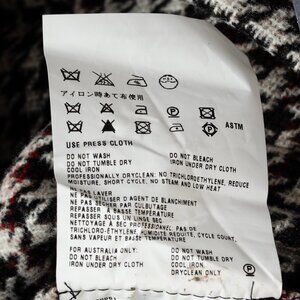 アイロン時あて布使用
ASTM
USE PRESS CLOTH
DO NOT WASH DO NOT BLEACH
DO NOT TUMBLE DRY IRON UNDER DRY CLOTH
COOL IRON
PROFESSIONALLY DRYCLEAN: NO TRICHLOROETHYLENE, REDUCE
MOISTURE, SHORT CYCLE, NO STEAM AND LOW HEAT
NE PAS LAVER
NE PAS UTILISER D'AGENT DE BLANCHIMENT
NE PAS SECHER PAR CULBUTAGE
REPASSER A BASSE TEMPERATURE
REPASSER SOUS UN LINGE SEC
NETTOYAGE A SEC PROFESSIONNEL PAS DE
TRICHLORO-ETHYLENE, HUMIDITE REDUITE, CYCLE COURT,
SANS VAPEUR ET BASSE TEMPERATURE
FOR AUSTRALIA ONLY: DO NOT WASH
DO NOT BLEACH DO NOT TUMBLE DRY
IRON UNDER DRY CLOTH COOL IRON
DRYCLEAN ONLY